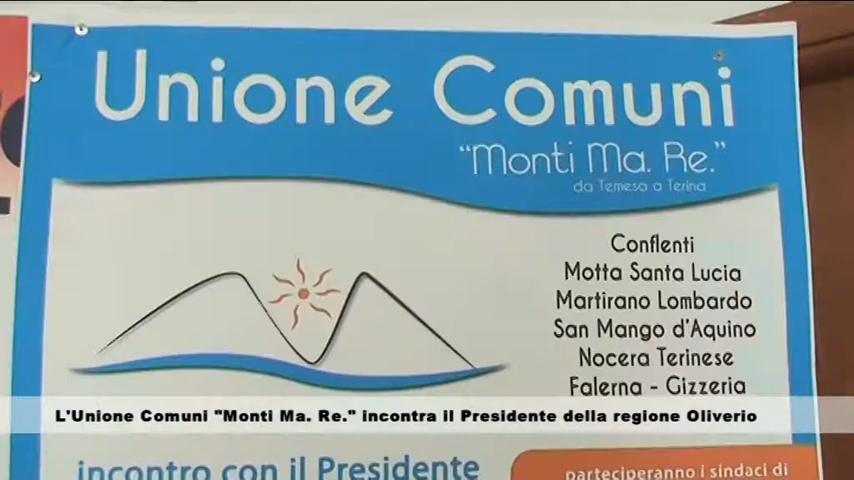 Unione Comuni
"Monti Ma. Re."
da Temesa a Terina
Conflenti
Motta Santa Lucia
Martirano Lombardo
San Mango d'Aquino
Nocera Terinese
Falerna - Gizzeria
L'Unione Comuni "Monti Ma. Re." incontra il Presidente della regione Oliverio
incontro con il Presidente
parteciperanno i sindaci di